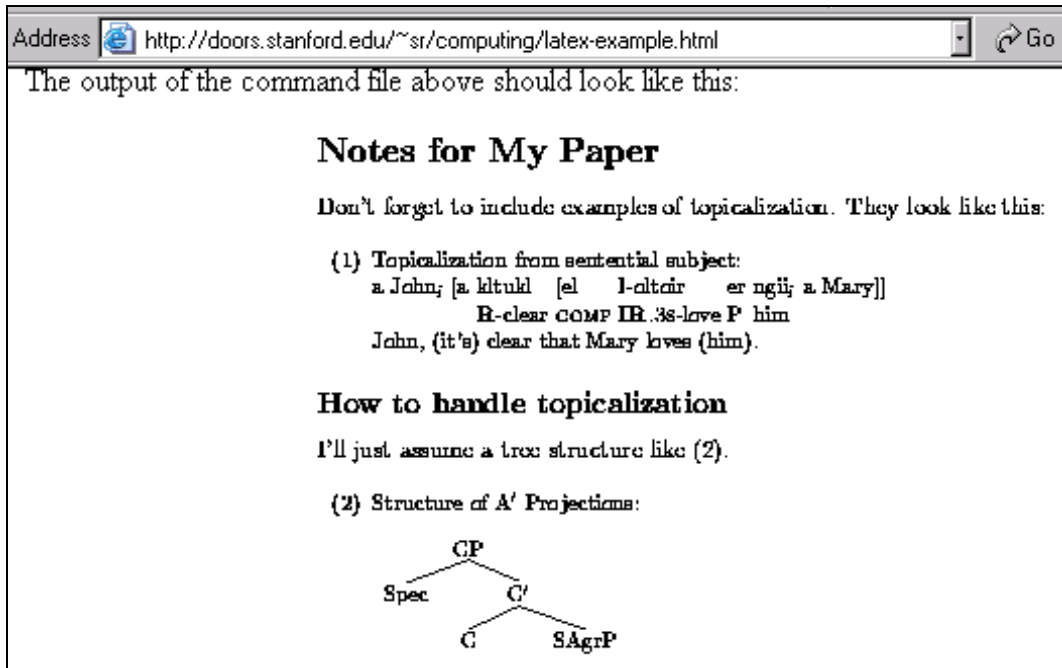 Address http://doors.stanford.edu/~sr/computing/latex-example.html Go
The output of the command file above should look like this:
Notes for My Paper
Don't forget to include examples of topicalization. They look like this:
(1) Topicalization from sentential subject:
a John_i [a kltukl [el l-oltoir er ngii_i a Mary]]
R-clear COMP IR.3s-love P him
John, (it's) clear that Mary loves (him).
How to handle topicalization
I'll just assume a tree structure like (2).
(2) Structure of A′ Projections:
CP
Spec C′
C SAgrP